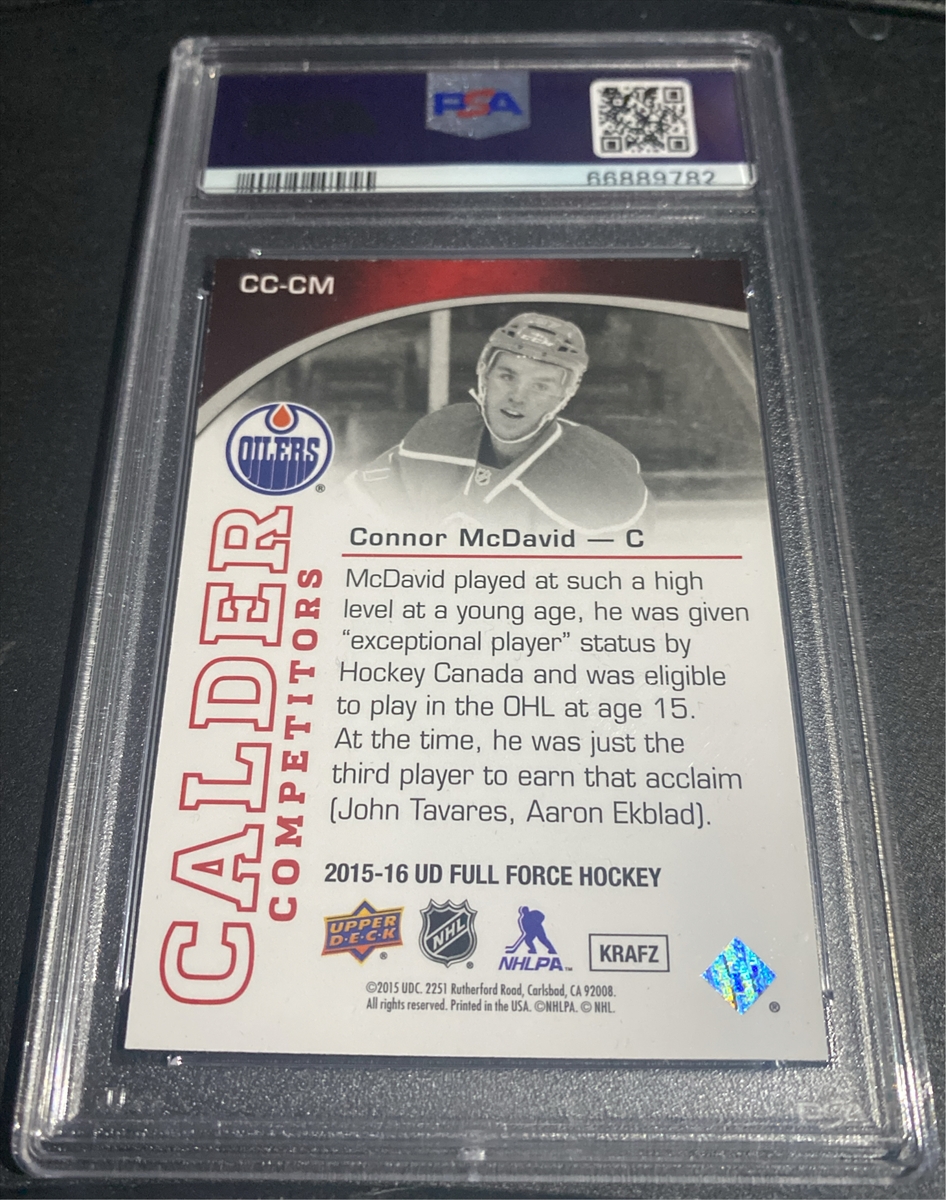 PSA
66889782
CC-CM
OILERS
CALDER
COMPETITORS
Connor McDavid — C
McDavid played at such a high
level at a young age, he was given
“exceptional player” status by
Hockey Canada and was eligible
to play in the OHL at age 15.
At the time, he was just the
third player to earn that acclaim
(John Tavares, Aaron Ekblad).
2015-16 UD FULL FORCE HOCKEY
UPPER
D·E·C·K
NHL
NHLPA™
KRAFZ
©2015 UDC. 2251 Rutherford Road, Carlsbad, CA 92008.
All rights reserved. Printed in the USA. ©NHLPA. © NHL.
PSA